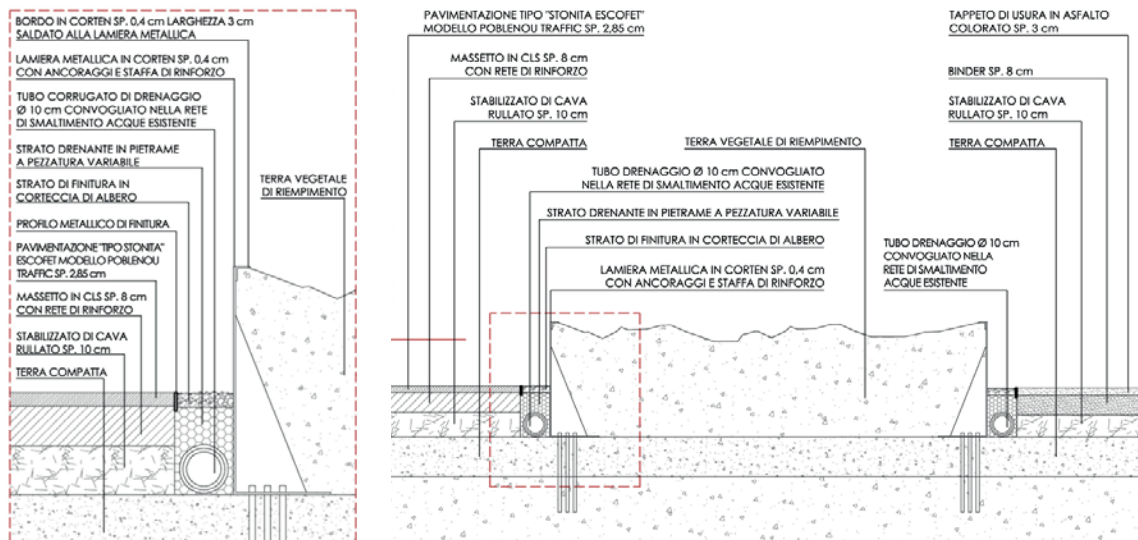 BORDO IN CORTEN SP. 0,4 cm LARGHEZZA 3 cm
SALDATO ALLA LAMIERA METALLICA
LAMIERA METALLICA IN CORTEN SP. 0,4 cm
CON ANCORAGGI E STAFFA DI RINFORZO
TUBO CORRUGATO DI DRENAGGIO
Ø 10 cm CONVOGLIATO NELLA RETE
DI SMALTIMENTO ACQUE ESISTENTE
STRATO DRENANTE IN PIETRAME
A PEZZATURA VARIABILE
STRATO DI FINITURA IN
CORTECCIA DI ALBERO
PROFILO METALLICO DI FINITURA
PAVIMENTAZIONE "TIPO STONITA"
ESCOFET MODELLO POBLENOU
TRAFFIC SP. 2,85 cm
MASSETTO IN CLS SP. 8 cm
CON RETE DI RINFORZO
STABILIZZATO DI CAVA
RULLATO SP. 10 cm
TERRA COMPATTA
TERRA VEGETALE
DI RIEMPIMENTO
PAVIMENTAZIONE TIPO "STONITA ESCOFET"
MODELLO POBLENOU TRAFFIC SP. 2,85 cm
MASSETTO IN CLS SP. 8 cm
CON RETE DI RINFORZO
STABILIZZATO DI CAVA
RULLATO SP. 10 cm
TERRA COMPATTA
TERRA VEGETALE DI RIEMPIMENTO
TUBO DRENAGGIO Ø 10 cm CONVOGLIATO
NELLA RETE DI SMALTIMENTO ACQUE ESISTENTE
STRATO DRENANTE IN PIETRAME A PEZZATURA VARIABILE
STRATO DI FINITURA IN CORTECCIA DI ALBERO
LAMIERA METALLICA IN CORTEN SP. 0,4 cm
CON ANCORAGGI E STAFFA DI RINFORZO
TAPPETO DI USURA IN ASFALTO
COLORATO SP. 3 cm
BINDER SP. 8 cm
STABILIZZATO DI CAVA
RULLATO SP. 10 cm
TERRA COMPATTA
TUBO DRENAGGIO Ø 10 cm
CONVOGLIATO NELLA
RETE DI SMALTIMENTO
ACQUE ESISTENTE